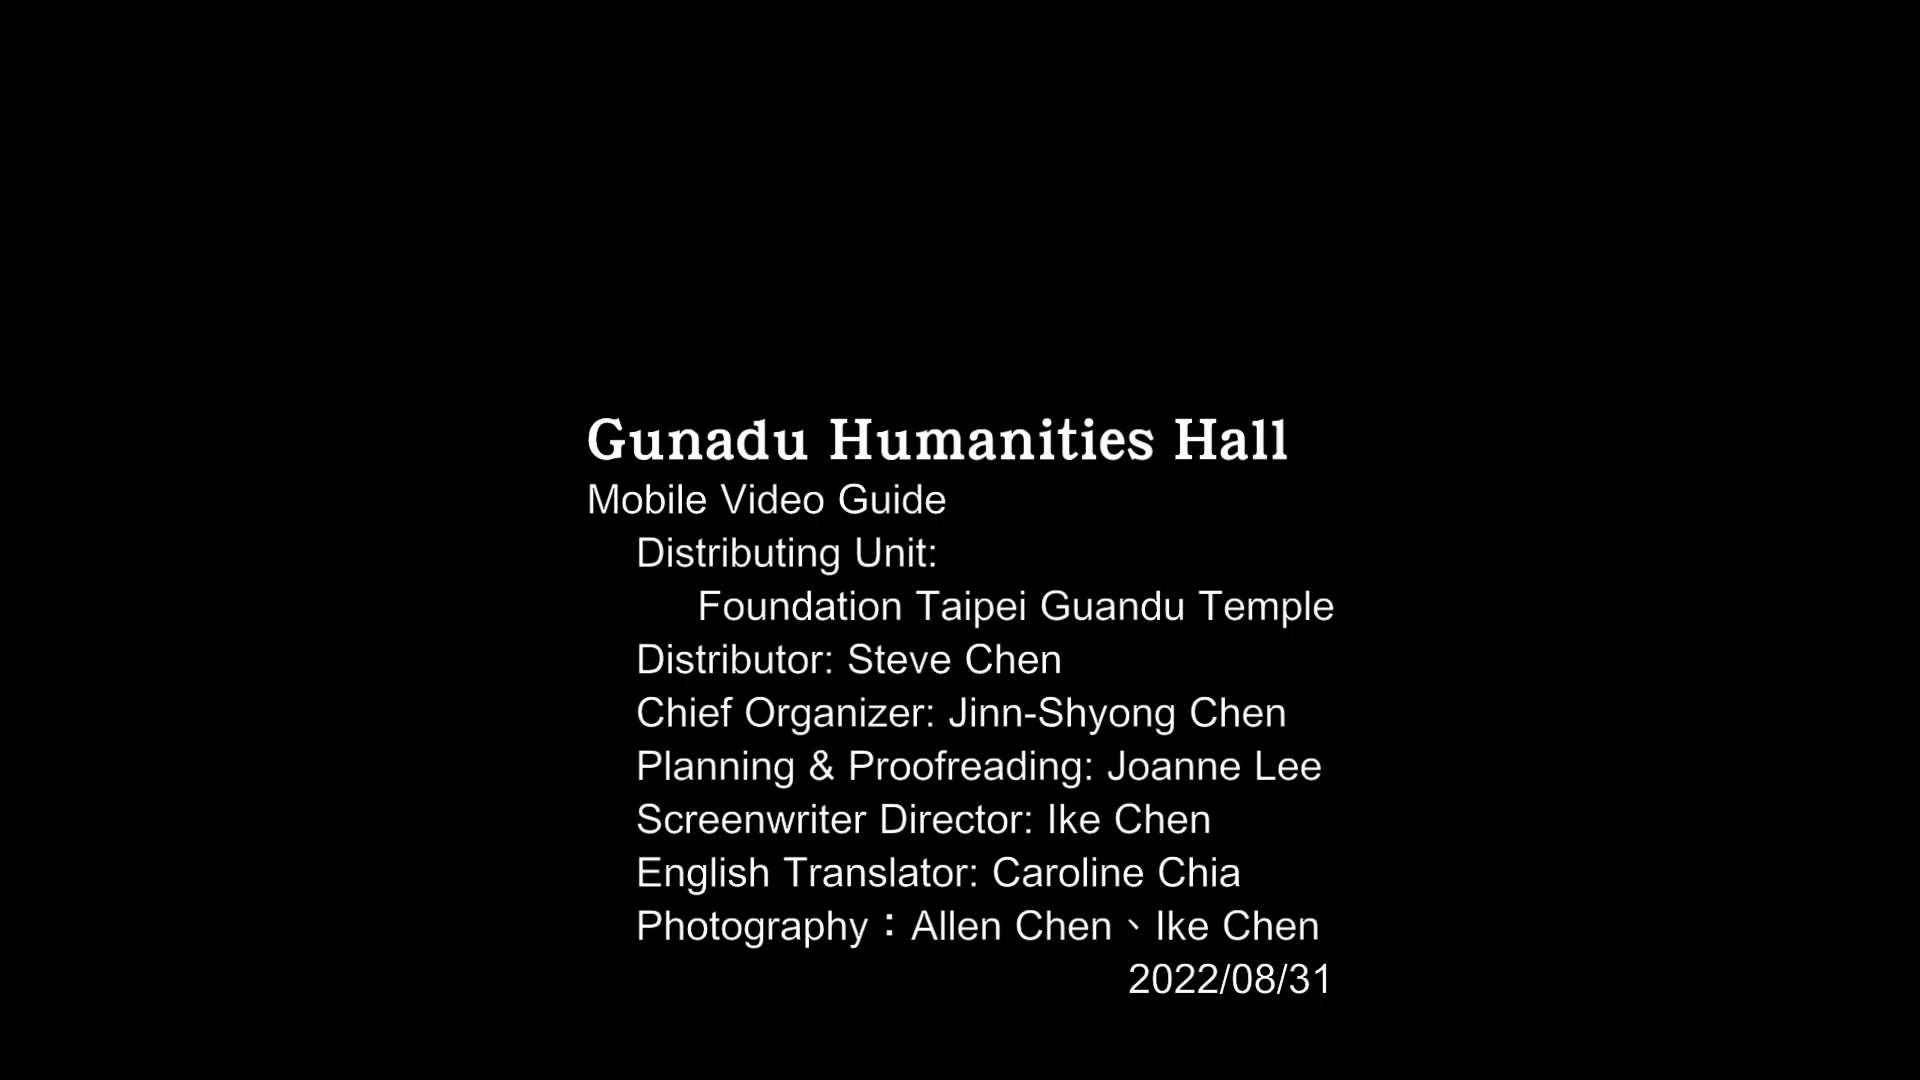 Gunadu Humanities Hall
Mobile Video Guide
Distributing Unit:
Foundation Taipei Guandu Temple
Distributor: Steve Chen
Chief Organizer: Jinn-Shyong Chen
Planning & Proofreading: Joanne Lee
Screenwriter Director: Ike Chen
English Translator: Caroline Chia
Photography：Allen Chen、Ike Chen
2022/08/31